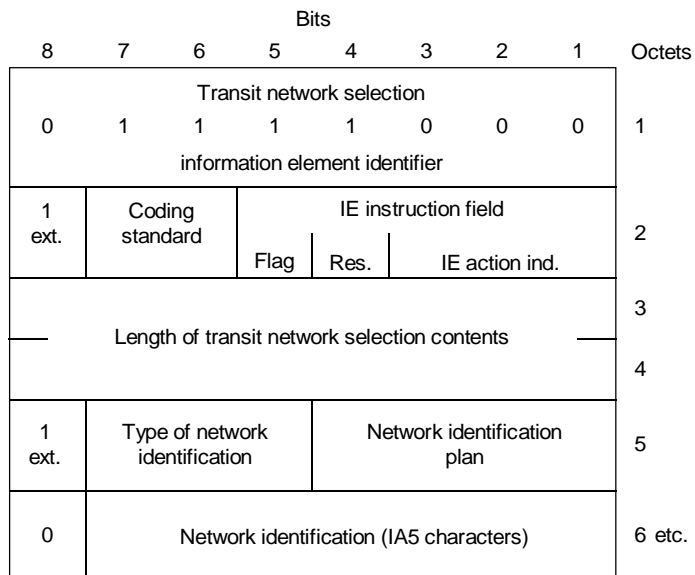 Bits
8 7 6 5 4 3 2 1 Octets
Transit network selection
0 1 1 1 1 0 0 0 1
information element identifier
1 Coding IE instruction field
ext. standard 2
Flag Res. IE action ind.
3
Length of transit network selection contents
4
1 Type of network Network identification
ext. identification plan 5
0 Network identification (IA5 characters) 6 etc.